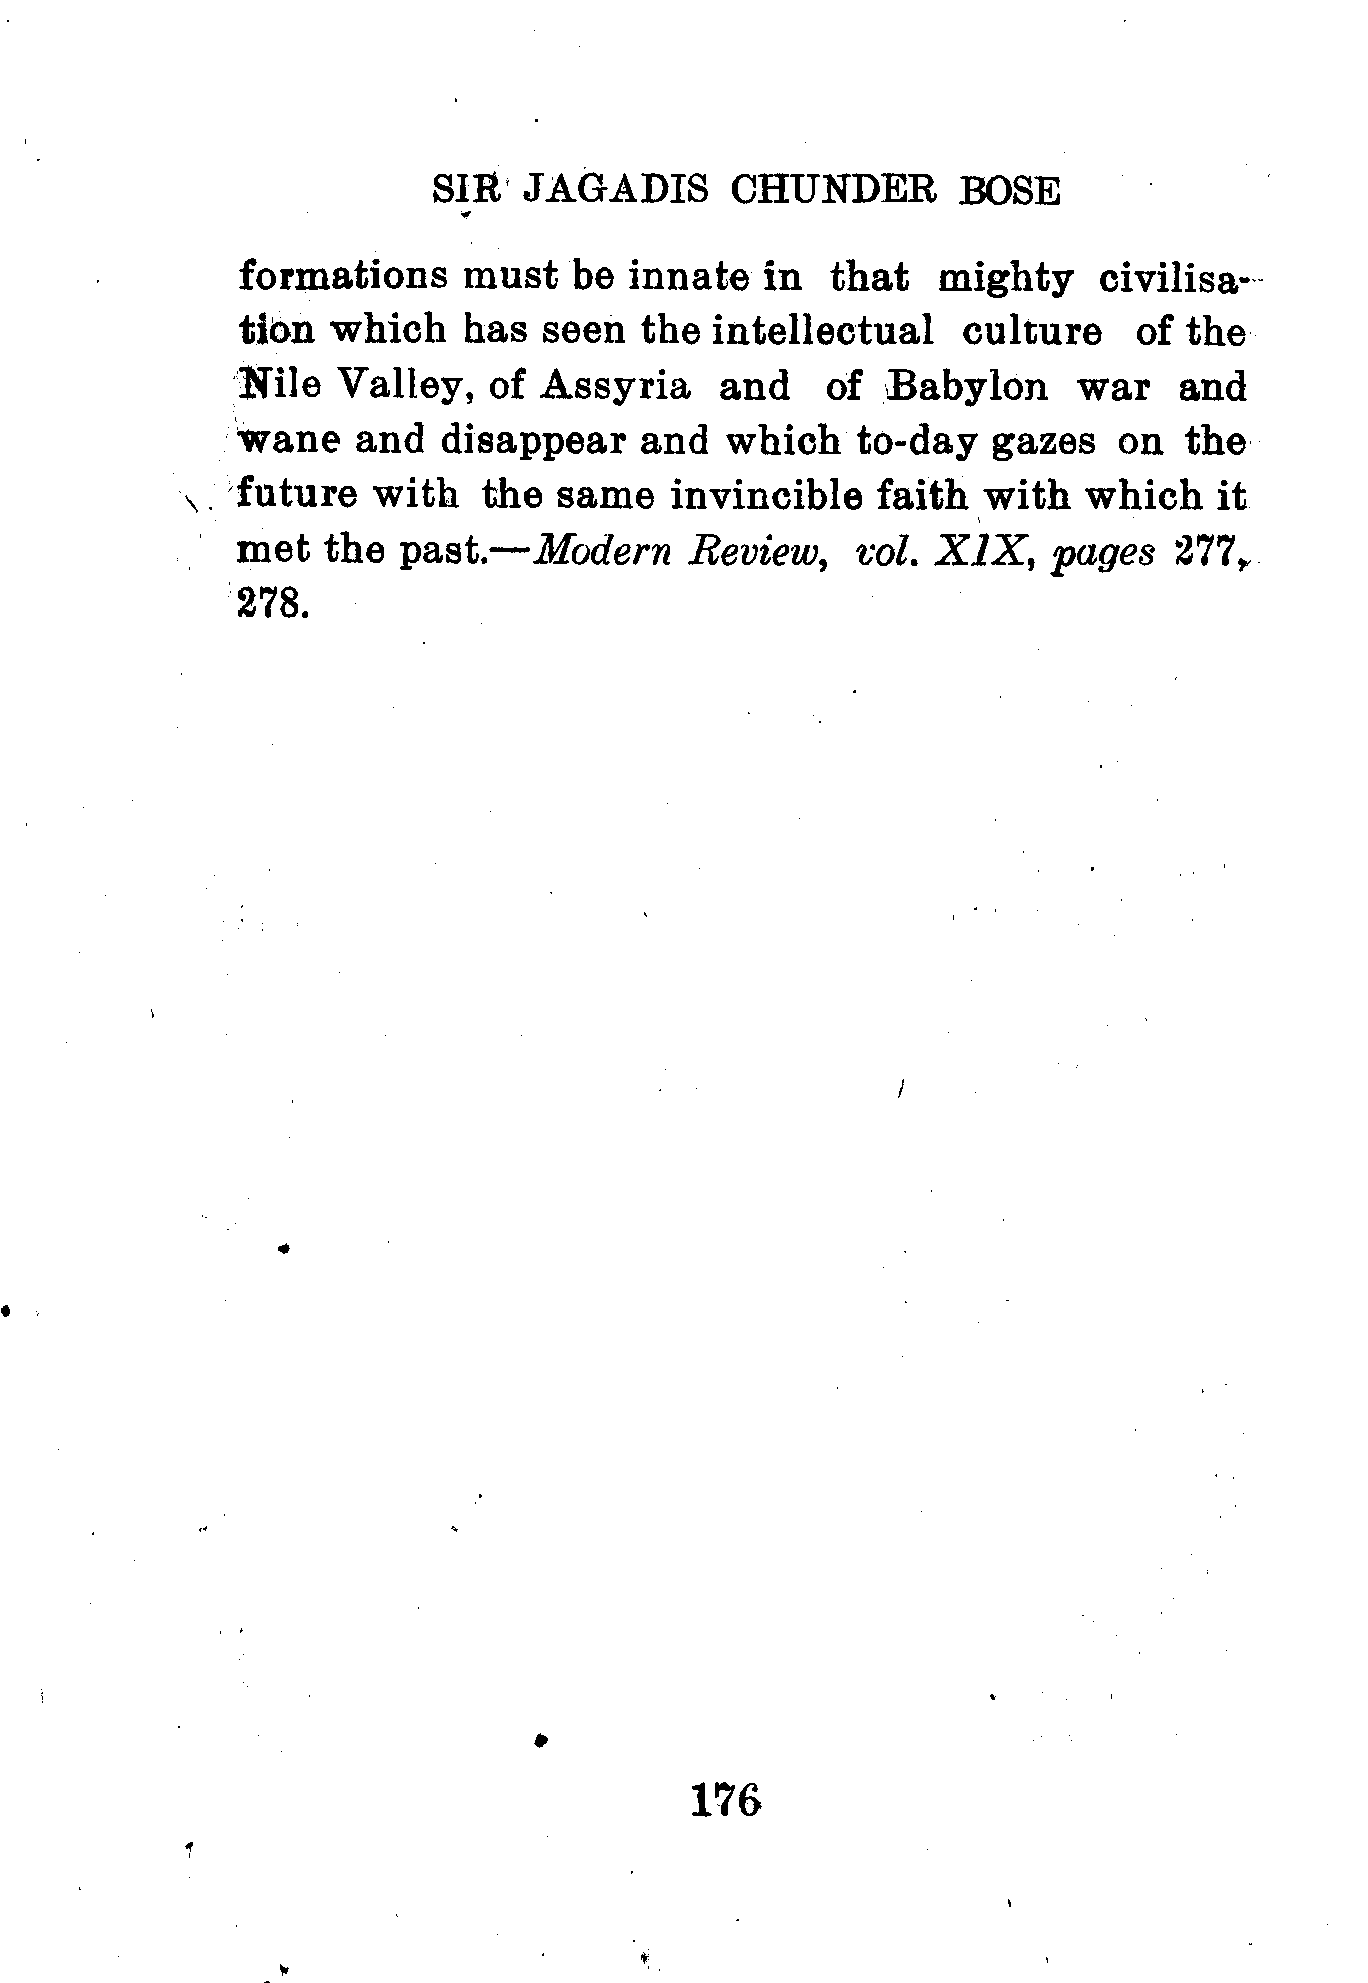 SIR JAGADIS CHUNDER BOSE
formations must be innate in that mighty civilisa-
tion which has seen the intellectual culture of the
Nile Valley, of Assyria and of Babylon war and
wane and disappear and which to-day gazes on the
future with the same invincible faith with which it
met the past.—Modern Review, vol. XIX, pages 277,
278.
176